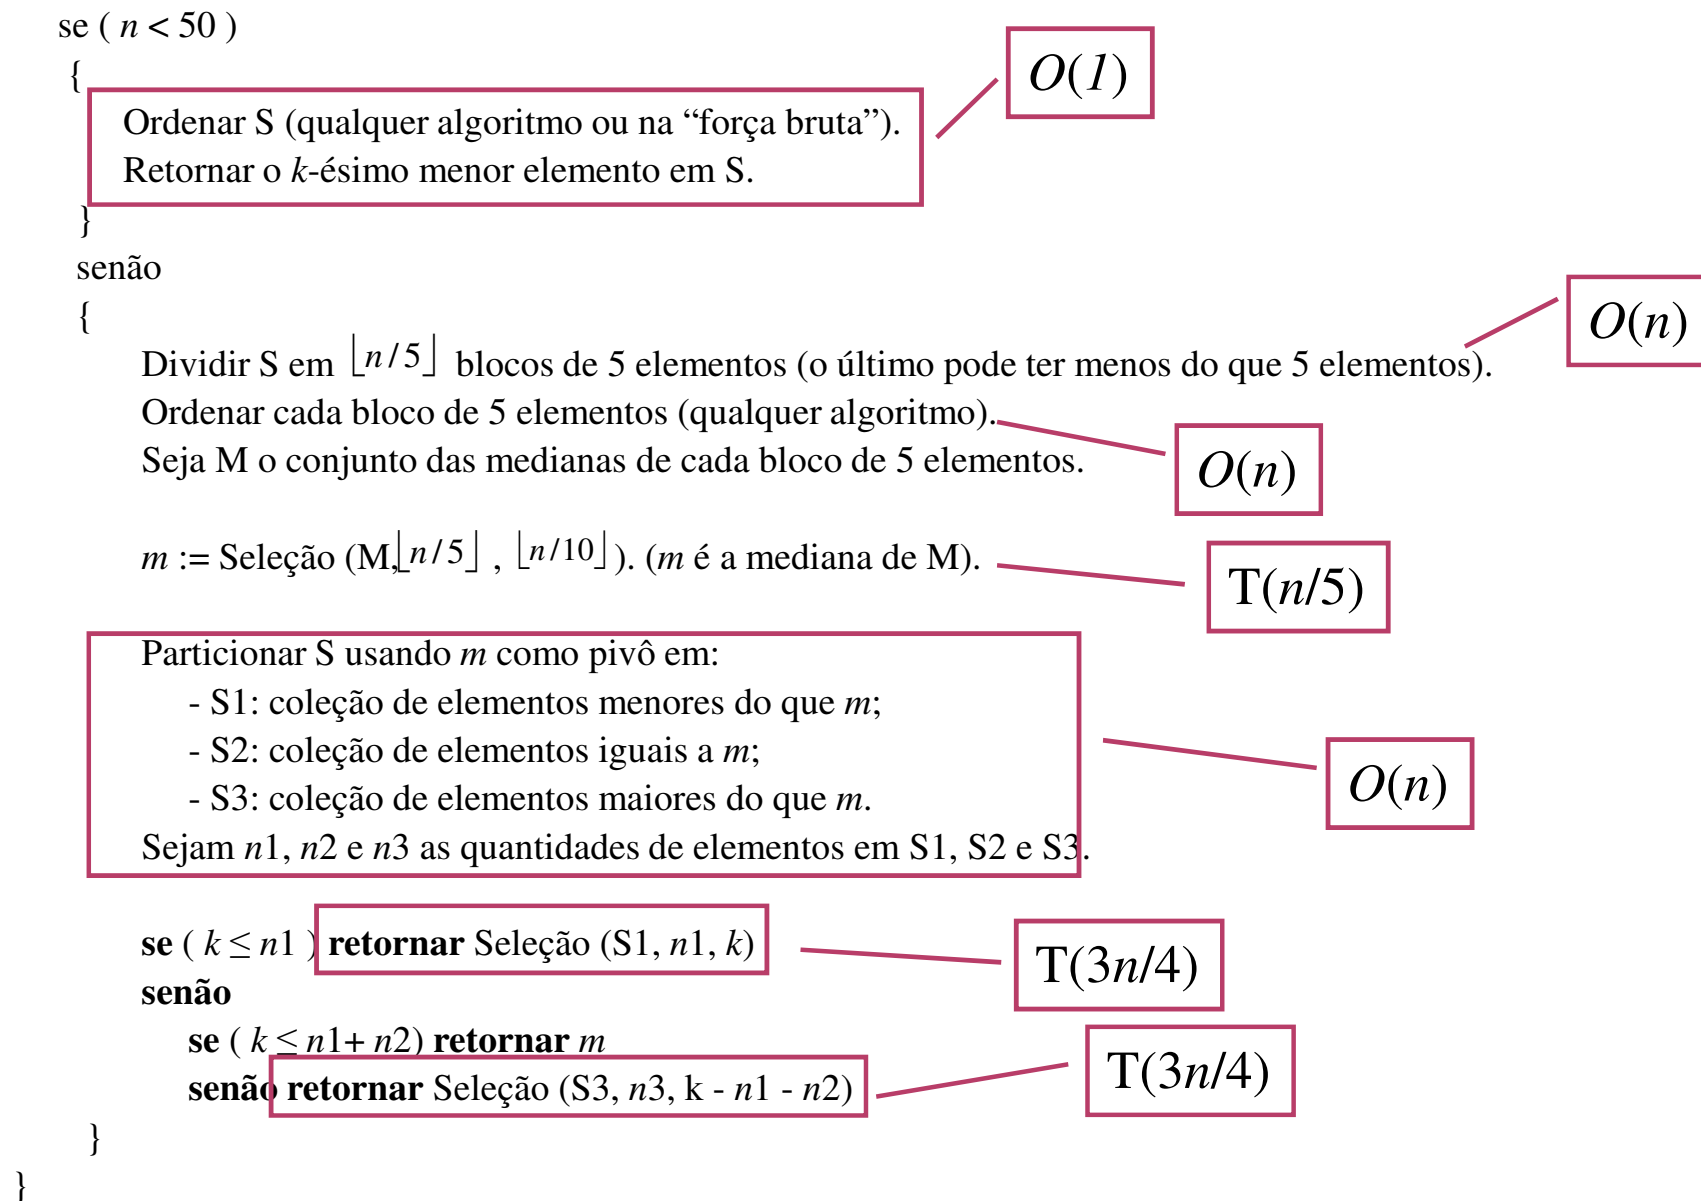 se ( n < 50 )
{
O(1)
Ordenar S (qualquer algoritmo ou na “força bruta”).
Retornar o k-ésimo menor elemento em S.
}
senão
{
O(n)
Dividir S em ⌊n/5⌋ blocos de 5 elementos (o último pode ter menos do que 5 elementos).
Ordenar cada bloco de 5 elementos (qualquer algoritmo).
Seja M o conjunto das medianas de cada bloco de 5 elementos.
O(n)
m := Seleção (M,⌊n/5⌋ , ⌊n/10⌋). (m é a mediana de M).
T(n/5)
Particionar S usando m como pivô em:
- S1: coleção de elementos menores do que m;
- S2: coleção de elementos iguais a m;
- S3: coleção de elementos maiores do que m.
O(n)
Sejam n1, n2 e n3 as quantidades de elementos em S1, S2 e S3.
se ( k ≤ n1 ) retornar Seleção (S1, n1, k)
T(3n/4)
senão
se ( k ≤ n1+ n2) retornar m
senão retornar Seleção (S3, n3, k - n1 - n2)
T(3n/4)
}
}